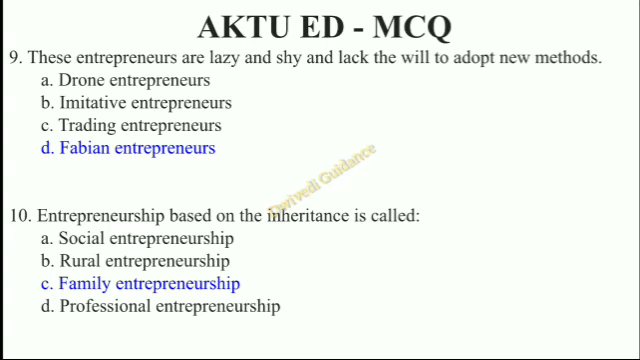 AKTU ED - MCQ
9. These entrepreneurs are lazy and shy and lack the will to adopt new methods.
a. Drone entrepreneurs
b. Imitative entrepreneurs
c. Trading entrepreneurs
d. Fabian entrepreneurs
Dwivedi Guidance
10. Entrepreneurship based on the inheritance is called:
a. Social entrepreneurship
b. Rural entrepreneurship
c. Family entrepreneurship
d. Professional entrepreneurship